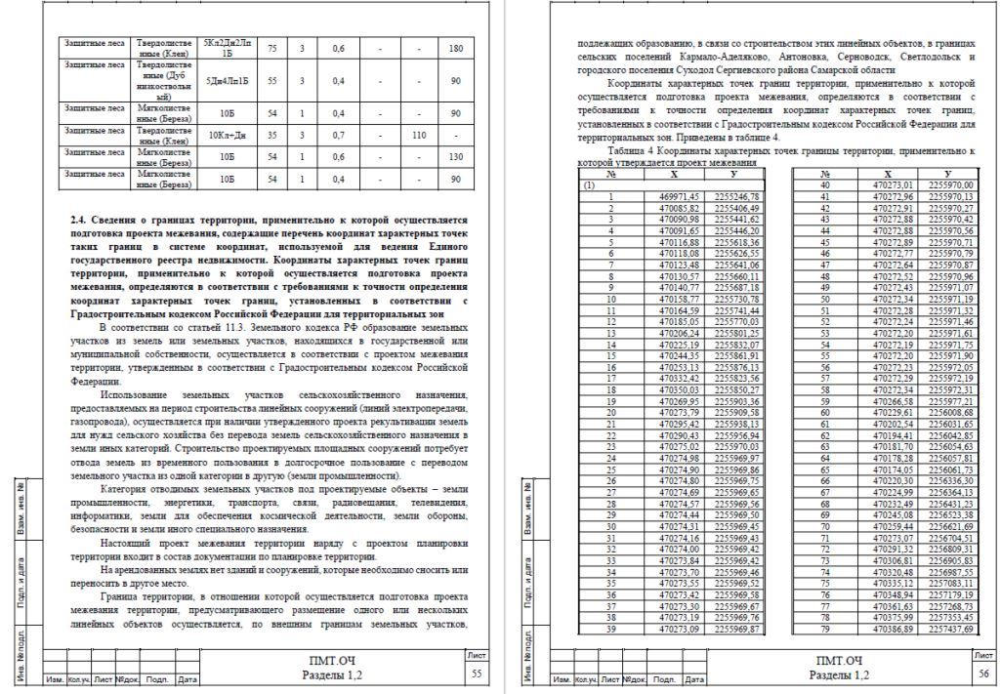 Защитные леса Твердолистве нные (Клен) 5Кл2Дн2Лп 1Б 75 3 0,6 - - 180
Защитные леса Твердолистве нные (Дуб низкоствольн ый) 5Дн4Лп1Б 55 3 0,4 - - 90
Защитные леса Мягколистве нные (Береза) 10Б 54 1 0,4 - - 90
Защитные леса Твердолистве нные (Клен) 10Кл+Дн 35 3 0,7 - 110 -
Защитные леса Мягколистве нные (Береза) 10Б 54 1 0,6 - - 130
Защитные леса Мягколистве нные (Береза) 10Б 54 1 0,4 - - 90
2.4. Сведения о границах территории, применительно к которой осуществляется
подготовка проекта межевания, содержащие перечень координат характерных точек
таких границ в системе координат, используемой для ведения Единого
государственного реестра недвижимости. Координаты характерных точек границ
территории, применительно к которой осуществляется подготовка проекта
межевания, определяются в соответствии с требованиями к точности определения
координат характерных точек границ, установленных в соответствии с
Градостроительным кодексом Российской Федерации для территориальных зон
В соответствии со статьей 11.3. Земельного кодекса РФ образование земельных
участков из земель или земельных участков, находящихся в государственной или
муниципальной собственности, осуществляется в соответствии с проектом межевания
территории, утвержденным в соответствии с Градостроительным кодексом Российской
Федерации.
Использование земельных участков сельскохозяйственного назначения,
предоставляемых на период строительства линейных сооружений (линий электропередачи,
газопровода), осуществляется при наличии утвержденного проекта рекультивации земель
для нужд сельского хозяйства без перевода земель сельскохозяйственного назначения в
земли иных категорий. Строительство проектируемых площадных сооружений потребует
отвода земель из временного пользования в долгосрочное пользование с переводом
земельного участка из одной категории в другую (земли промышленности).
Категория отводимых земельных участков под проектируемые объекты – земли
промышленности, энергетики, транспорта, связи, радиовещания, телевидения,
информатики, земли для обеспечения космической деятельности, земли обороны,
безопасности и земли иного специального назначения.
Настоящий проект межевания территории наряду с проектом планировки
территории входит в состав документации по планировке территории.
На арендованных землях нет зданий и сооружений, которые необходимо сносить или
переносить в другое место.
Граница территории, в отношении которой осуществляется подготовка проекта
межевания территории, предусматривающего размещение одного или нескольких
линейных объектов осуществляется, по внешним границам земельных участков,
Взам. инв. №
Подп. и дата
Инв. № подл.
Изм. Кол.уч. Лист №док. Подп. Дата
ПМТ.ОЧ
Разделы 1,2
Лист
55
подлежащих образованию, в связи со строительством этих линейных объектов, в границах
сельских поселений Кармало-Аделяково, Антоновка, Серноводск, Светлодольск и
городского поселения Суходол Сергиевского района Самарской области
Координаты характерных точек границ территории, применительно к которой
осуществляется подготовка проекта межевания, определяются в соответствии с
требованиями к точности определения координат характерных точек границ,
установленных в соответствии с Градостроительным кодексом Российской Федерации для
территориальных зон. Приведены в таблице 4.
Таблица 4 Координаты характерных точек границы территории, применительно к
которой утверждается проект межевания
№ X У
(1)
1 469971,45 2255246,78
2 470085,82 2255406,49
3 470090,98 2255441,62
4 470091,65 2255446,20
5 470116,88 2255618,36
6 470118,08 2255626,55
7 470123,48 2255641,06
8 470130,57 2255660,11
9 470140,77 2255687,18
10 470158,77 2255730,78
11 470164,59 2255741,44
12 470185,05 2255770,03
13 470206,24 2255801,25
14 470225,19 2255832,07
15 470244,35 2255861,91
16 470253,13 2255876,13
17 470332,42 2255823,56
18 470350,03 2255850,27
19 470269,95 2255903,36
20 470273,79 2255909,58
21 470295,42 2255938,13
22 470290,43 2255956,94
23 470275,02 2255970,03
24 470274,98 2255969,97
25 470274,90 2255969,86
26 470274,80 2255969,75
27 470274,69 2255969,65
28 470274,57 2255969,56
29 470274,44 2255969,50
30 470274,31 2255969,45
31 470274,16 2255969,43
32 470274,00 2255969,42
33 470273,84 2255969,42
34 470273,70 2255969,46
35 470273,55 2255969,52
36 470273,42 2255969,58
37 470273,30 2255969,67
38 470273,19 2255969,76
39 470273,09 2255969,87
№ X У
40 470273,01 2255970,00
41 470272,96 2255970,13
42 470272,91 2255970,27
43 470272,88 2255970,42
44 470272,88 2255970,56
45 470272,89 2255970,71
46 470272,77 2255970,79
47 470272,64 2255970,87
48 470272,52 2255970,96
49 470272,43 2255971,07
50 470272,34 2255971,19
51 470272,28 2255971,32
52 470272,24 2255971,46
53 470272,20 2255971,61
54 470272,19 2255971,75
55 470272,20 2255971,90
56 470272,23 2255972,05
57 470272,29 2255972,19
58 470272,34 2255972,31
59 470266,58 2255977,21
60 470229,61 2256008,68
61 470202,54 2256031,65
62 470194,41 2256042,85
63 470181,70 2256054,63
64 470178,28 2256057,81
65 470174,05 2256061,73
66 470220,30 2256336,30
67 470224,99 2256364,13
68 470232,49 2256431,23
69 470245,08 2256523,38
70 470259,44 2256621,69
71 470273,07 2256704,51
72 470291,32 2256809,31
73 470306,81 2256905,83
74 470320,48 2256987,55
75 470335,12 2257083,11
76 470348,94 2257179,19
77 470361,63 2257268,73
78 470375,99 2257353,45
79 470386,89 2257437,69
Взам. инв. №
Подп. и дата
Инв. № подл.
Изм. Кол.уч. Лист №док. Подп. Дата
ПМТ.ОЧ
Разделы 1,2
Лист
56